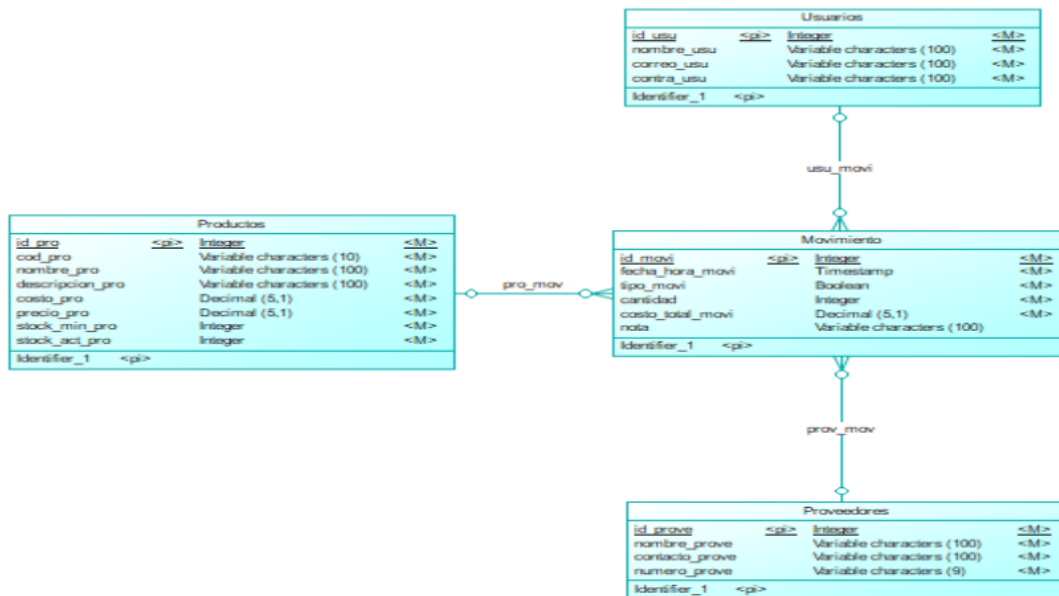 Usuarios
id_usu <pi> Integer <M>
nombre_usu Variable characters (100) <M>
correo_usu Variable characters (100) <M>
contra_usu Variable characters (100) <M>
Identifier_1 <pi>
usu_movi
Productos
id_pro <pi> Integer <M>
cod_pro Variable characters (10) <M>
nombre_pro Variable characters (100) <M>
descripcion_pro Variable characters (100) <M>
costo_pro Decimal (5,1) <M>
precio_pro Decimal (5,1) <M>
stock_min_pro Integer <M>
stock_act_pro Integer <M>
Identifier_1 <pi>
pro_mov
Movimiento
id_movi <pi> Integer <M>
fecha_hora_movi Timestamp <M>
tipo_movi Boolean <M>
cantidad Integer <M>
costo_total_movi Decimal (5,1) <M>
nota Variable characters (100)
Identifier_1 <pi>
prov_mov
Proveedores
id_prove <pi> Integer <M>
nombre_prove Variable characters (100) <M>
contacto_prove Variable characters (100) <M>
numero_prove Variable characters (9) <M>
Identifier_1 <pi>